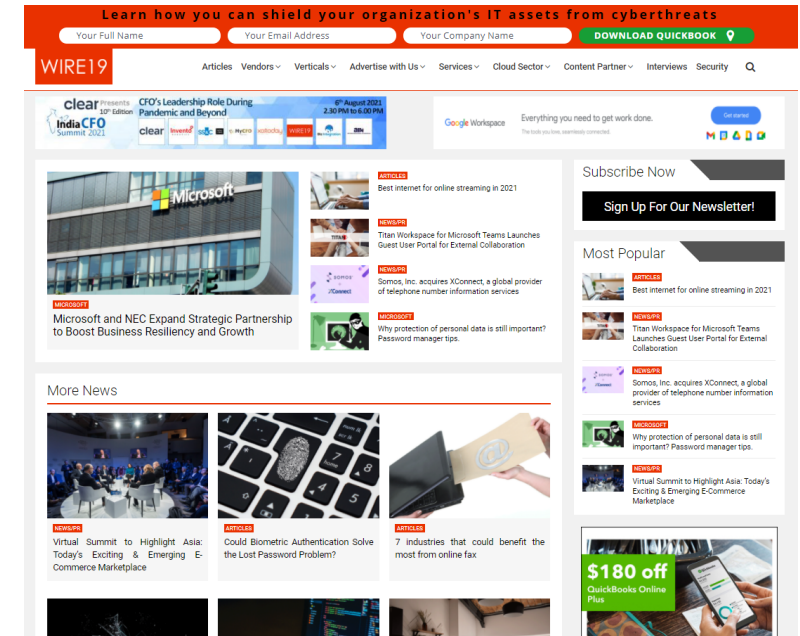 Learn how you can shield your organization's IT assets from cyberthreats
Your Full Name
Your Email Address
Your Company Name
DOWNLOAD QUICKBOOK
WIRE19
Articles
Vendors
Verticals
Advertise with Us
Services
Cloud Sector
Content Partner
Interviews
Security
clear Presents
10th Edition
India CFO
Summit 2021
CFO's Leadership Role During
Pandemic and Beyond
6th August 2021
2.30 PM to 6.00 PM
clear
WIRE19
Google Workspace
Everything you need to get work done.
The tools you love, seamlessly connected.
Get started
Microsoft
MICROSOFT
Microsoft and NEC Expand Strategic Partnership
to Boost Business Resiliency and Growth
ARTICLES
Best internet for online streaming in 2021
NEWS/PR
Titan Workspace for Microsoft Teams Launches
Guest User Portal for External Collaboration
NEWS/PR
Somos, Inc. acquires XConnect, a global provider
of telephone number information services
MICROSOFT
Why protection of personal data is still important?
Password manager tips.
Subscribe Now
Sign Up For Our Newsletter!
Most Popular
ARTICLES
Best internet for online streaming in 2021
NEWS/PR
Titan Workspace for Microsoft Teams
Launches Guest User Portal for External
Collaboration
NEWS/PR
Somos, Inc. acquires XConnect, a global
provider of telephone number information
services
MICROSOFT
Why protection of personal data is still
important? Password manager tips.
NEWS/PR
Virtual Summit to Highlight Asia: Today's
Exciting & Emerging E-Commerce
Marketplace
More News
NEWS/PR
Virtual Summit to Highlight Asia:
Today's Exciting & Emerging E-
Commerce Marketplace
ARTICLES
Could Biometric Authentication Solve
the Lost Password Problem?
ARTICLES
7 industries that could benefit the
most from online fax
$180 off
QuickBooks Online
Plus